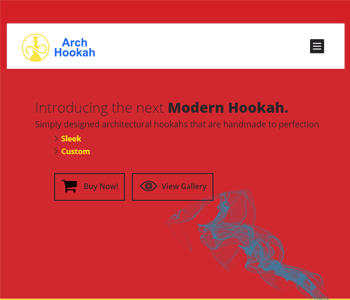 Arch
Hookah
Introducing the next Modern Hookah.
Simply designed architectural hookahs that are handmade to perfection
Sleek
Custom
Buy Now!
View Gallery